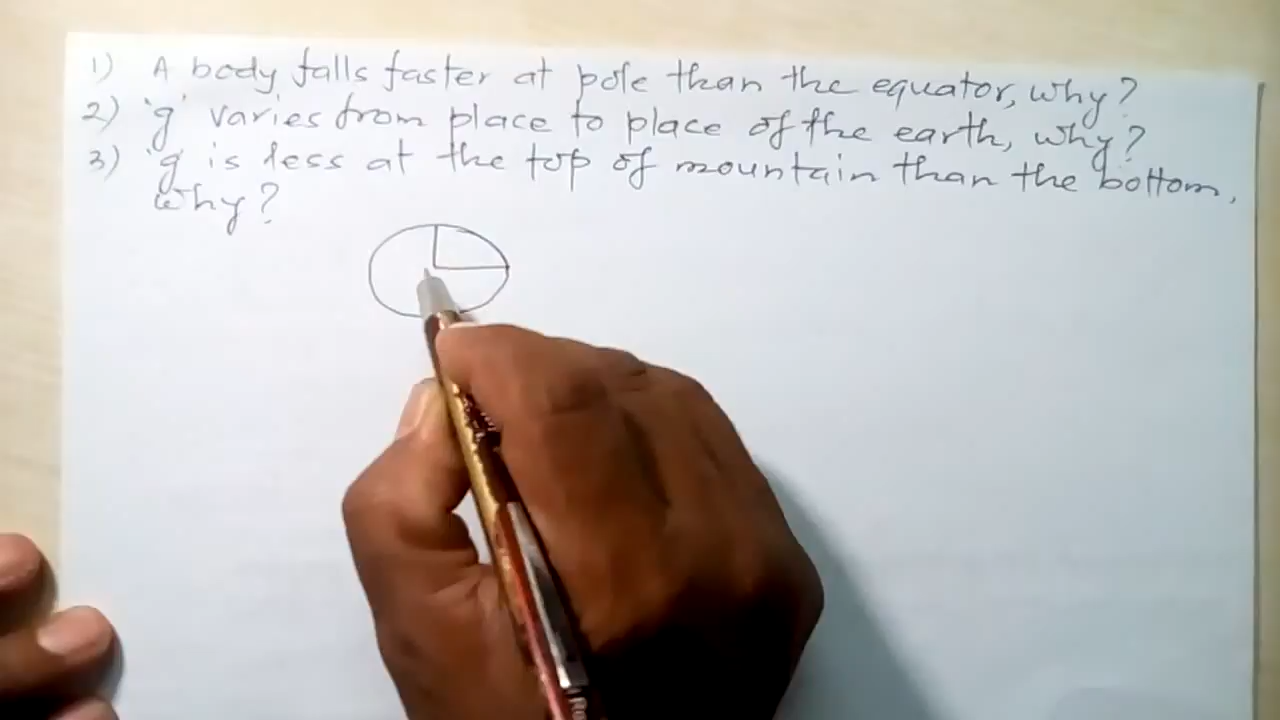 1) A body falls faster at pole than the equator, why?
2) 'g' varies from place to place of the earth, why?
3) 'g is less at the top of mountain than the bottom,
why?